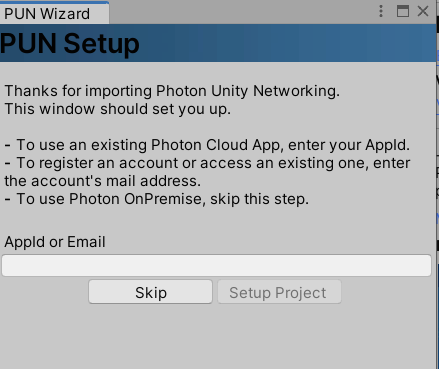 PUN Wizard
PUN Setup
Thanks for importing Photon Unity Networking.
This window should set you up.
- To use an existing Photon Cloud App, enter your AppId.
- To register an account or access an existing one, enter
the account's mail address.
- To use Photon OnPremise, skip this step.
AppId or Email
Skip
Setup Project